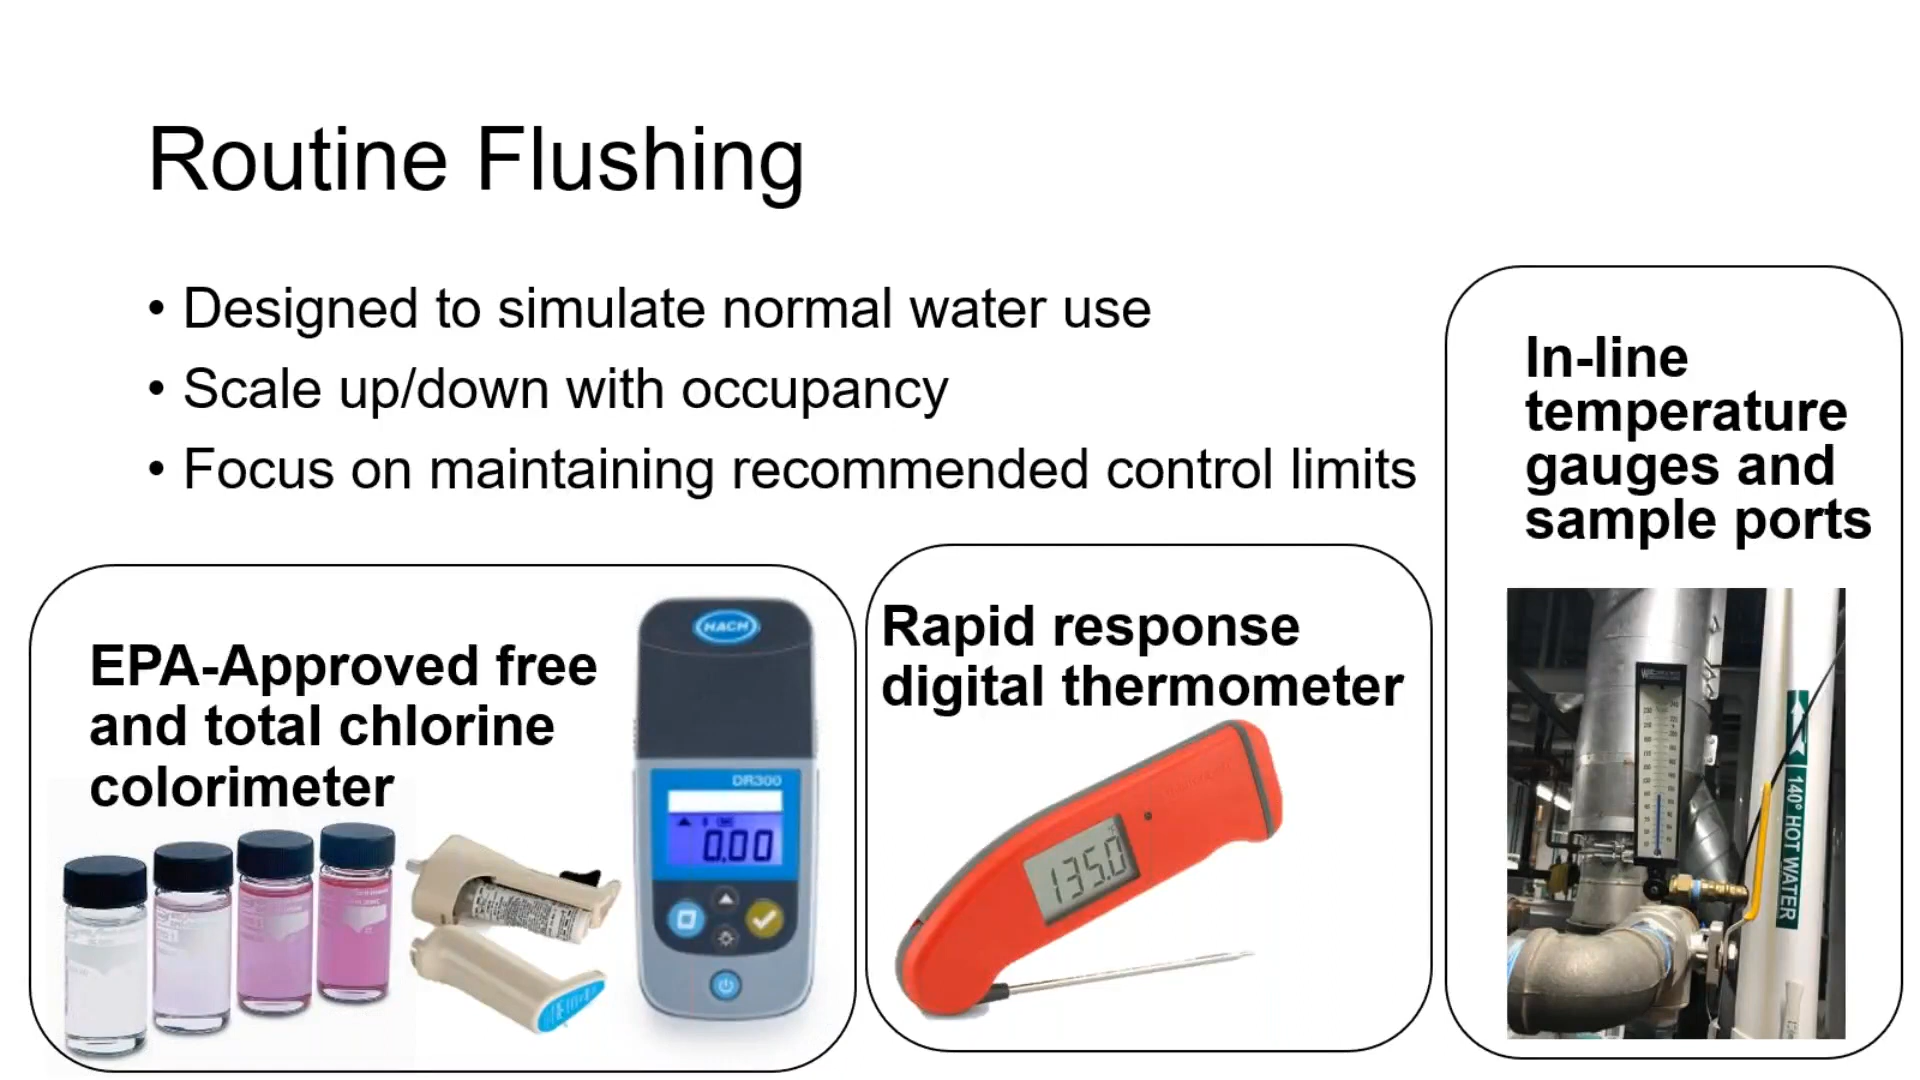 Routine Flushing
• Designed to simulate normal water use
• Scale up/down with occupancy
• Focus on maintaining recommended control limits
In-line
temperature
gauges and
sample ports
EPA-Approved free
and total chlorine
colorimeter
HACH
DR300
0.00
Rapid response
digital thermometer
135.0
°F
140° HOT WATER